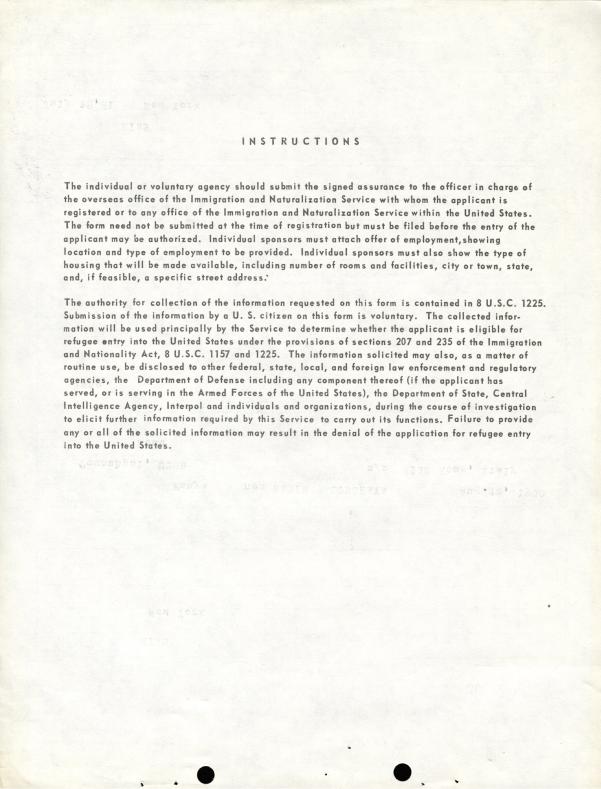 INSTRUCTIONS
The individual or voluntary agency should submit the signed assurance to the officer in charge of
the overseas office of the Immigration and Naturalization Service with whom the applicant is
registered or to any office of the Immigration and Naturalization Service within the United States.
The form need not be submitted at the time of registration but must be filed before the entry of the
applicant may be authorized. Individual sponsors must attach offer of employment,showing
location and type of employment to be provided. Individual sponsors must also show the type of
housing that will be made available, including number of rooms and facilities, city or town, state,
and, if feasible, a specific street address.
The authority for collection of the information requested on this form is contained in 8 U.S.C. 1225.
Submission of the information by a U. S. citizen on this form is voluntary. The collected infor-
mation will be used principally by the Service to determine whether the applicant is eligible for
refugee entry into the United States under the provisions of sections 207 and 235 of the Immigration
and Nationality Act, 8 U.S.C. 1157 and 1225. The information solicited may also, as a matter of
routine use, be disclosed to other federal, state, local, and foreign law enforcement and regulatory
agencies, the Department of Defense including any component thereof (if the applicant has
served, or is serving in the Armed Forces of the United States), the Department of State, Central
Intelligence Agency, Interpol and individuals and organizations, during the course of investigation
to elicit further information required by this Service to carry out its functions. Failure to provide
any or all of the solicited information may result in the denial of the application for refugee entry
into the United States.